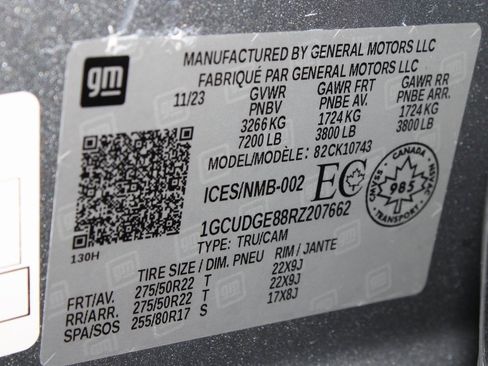 gm
MANUFACTURED BY GENERAL MOTORS LLC
FABRIQUÉ PAR GENERAL MOTORS LLC
11/23 GVWR GAWR FRT GAWR RR
PNBV PNBE AV. PNBE ARR.
3266 KG 1724 KG 1724 KG
7200 LB 3800 LB 3800 LB
MODEL/MODÈLE: 82CK10743
ICES/NMB-002 EC
CANADA
CANVAC NVMAC
985
TRANSPORT
1GCUDGE88RZ207662
TYPE: TRU/CAM
130H
TIRE SIZE / DIM. PNEU RIM / JANTE
FRT/AV. 275/50R22 T 22X9J
RR/ARR. 275/50R22 T 22X9J
SPA/SOS 255/80R17 S 17X8J